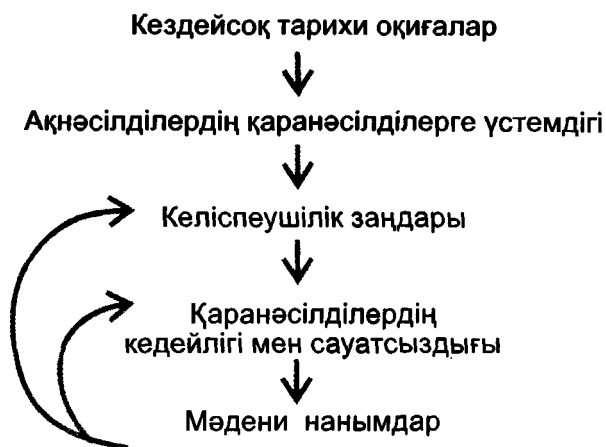 Кездейсоқ тарихи оқиғалар
Ақнәсілділердің қаранәсілділерге үстемдігі
Келіспеушілік заңдары
Қаранәсілділердің
кедейлігі мен сауатсыздығы
Мәдени нанымдар